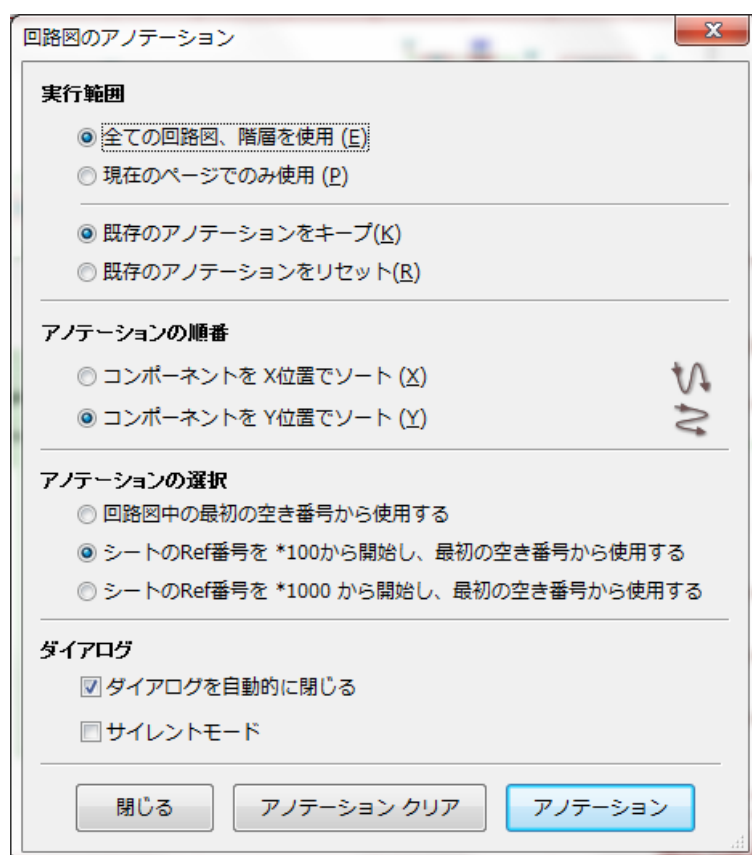 回路図のアノテーション
実行範囲
全ての回路図、階層を使用 (E)
現在のページでのみ使用 (P)
既存のアノテーションをキープ(K)
既存のアノテーションをリセット(R)
アノテーションの順番
コンポーネントを X位置でソート (X)
コンポーネントを Y位置でソート (Y)
アノテーションの選択
回路図中の最初の空き番号から使用する
シートのRef番号を *100から開始し、最初の空き番号から使用する
シートのRef番号を *1000 から開始し、最初の空き番号から使用する
ダイアログ
ダイアログを自動的に閉じる
サイレントモード
閉じる アノテーション クリア アノテーション